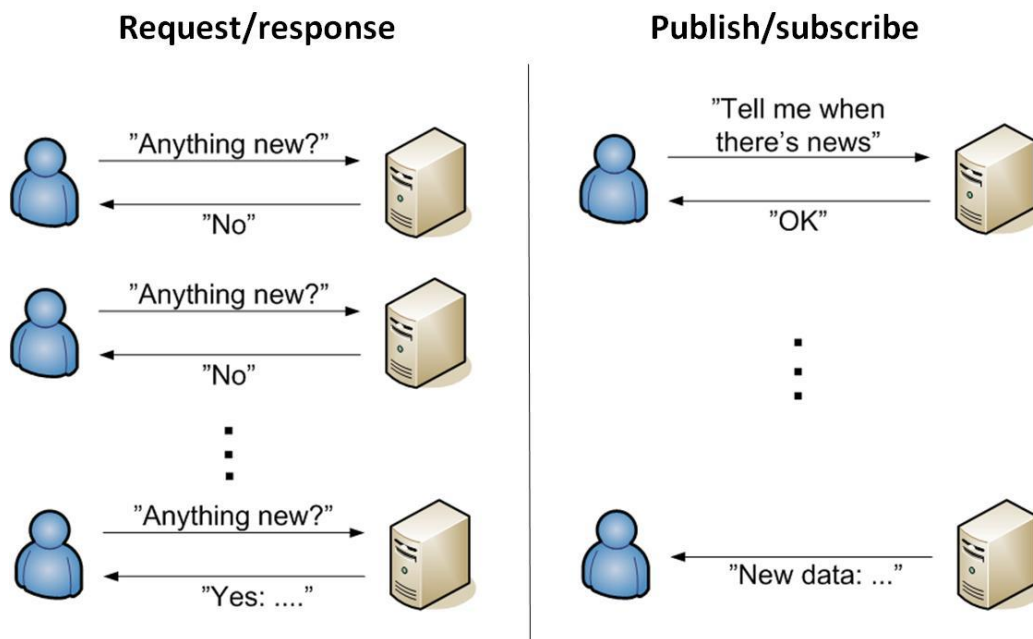 Request/response
”Anything new?”
”No”
”Anything new?”
”No”
”Anything new?”
”Yes: ....”
Publish/subscribe
”Tell me when
there’s news”
”OK”
”New data: ...”